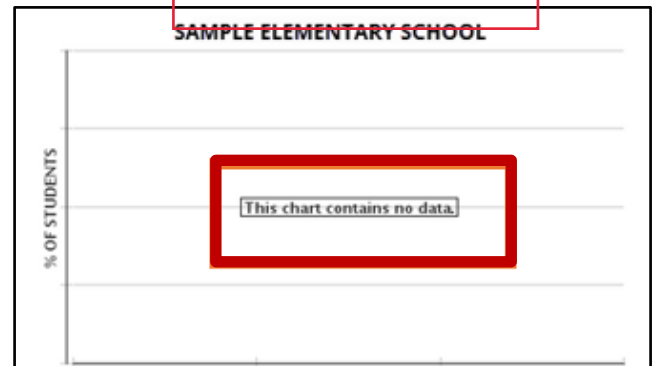 SAMPLE ELEMENTARY SCHOOL
% OF STUDENTS
This chart contains no data.